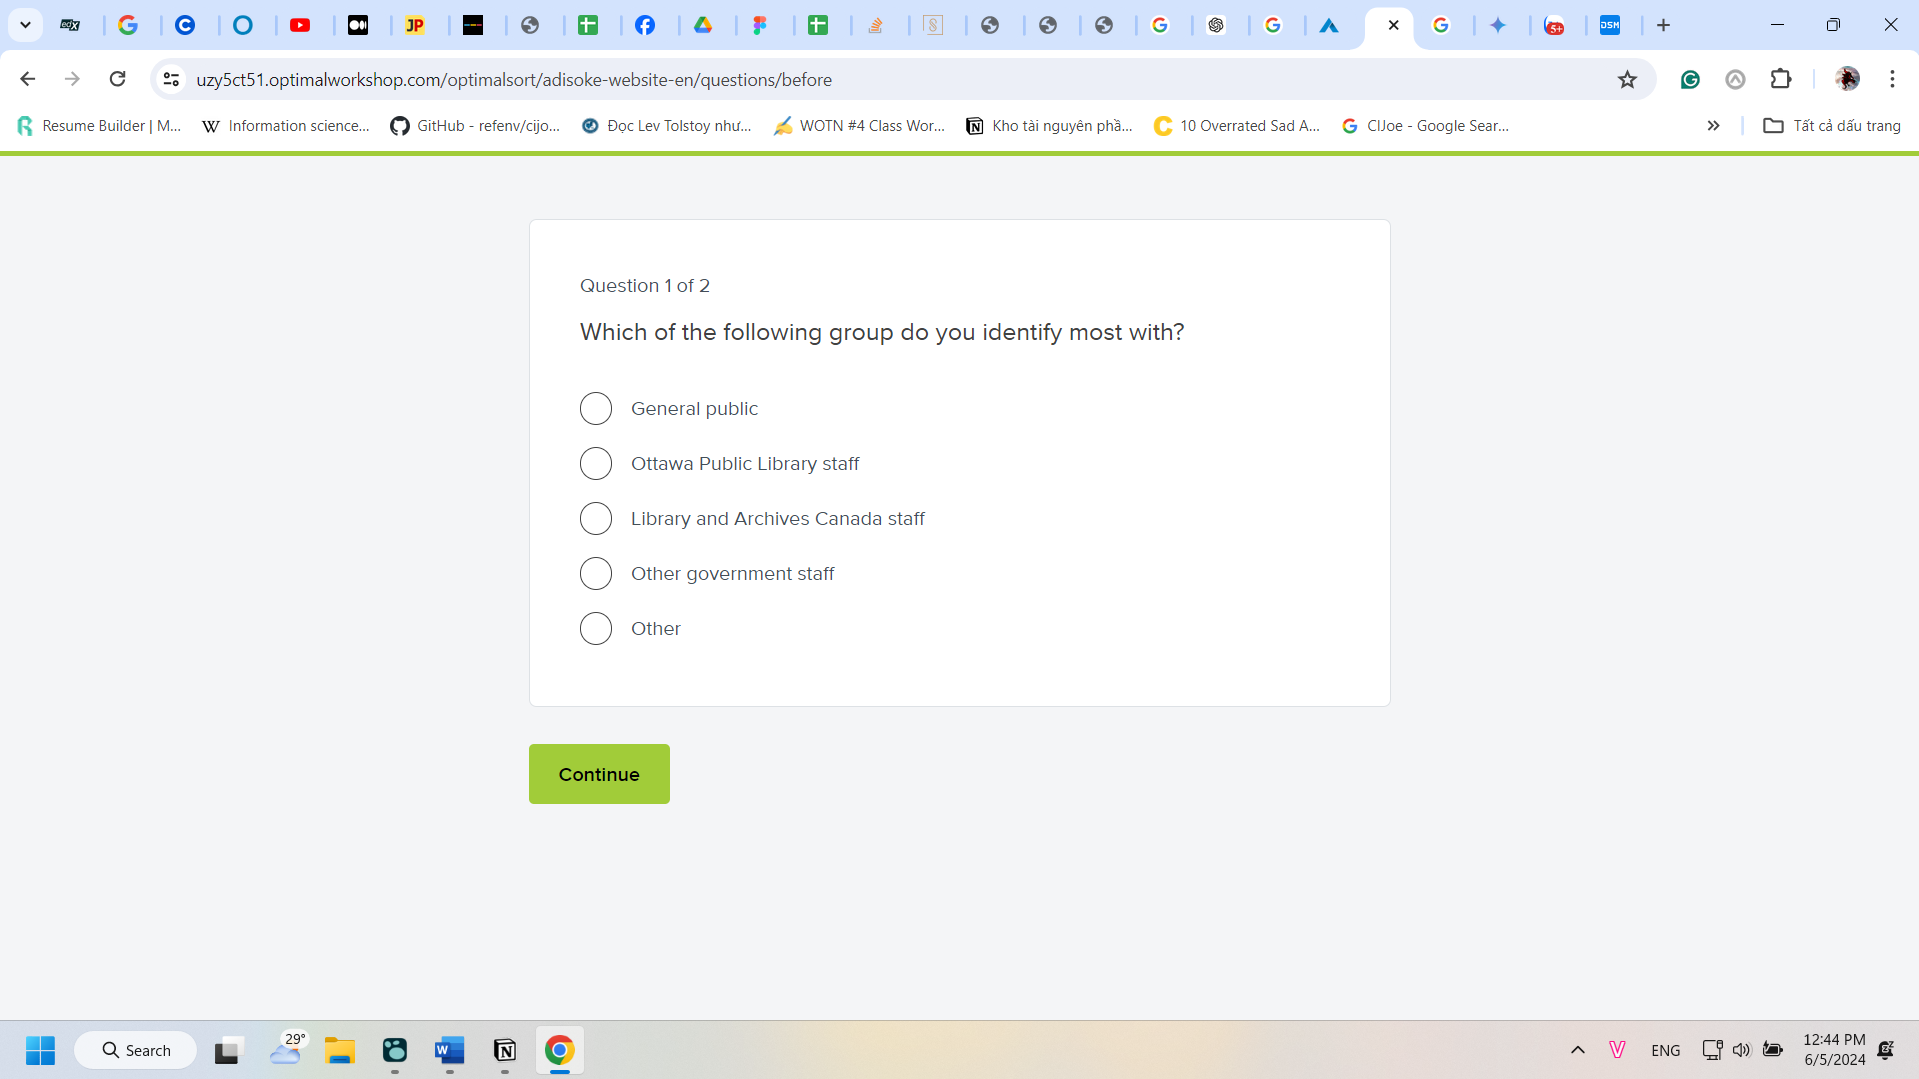 uzy5ct51.optimalworkshop.com/optimalsort/adisoke-website-en/questions/before
Resume Builder | M... Information science... GitHub - refenv/cijo... Đọc Lev Tolstoy như... WOTN #4 Class Wor... Kho tài nguyên phầ... 10 Overrated Sad A... CIJoe - Google Sear... Tất cả dấu trang
Question 1 of 2
Which of the following group do you identify most with?
General public
Ottawa Public Library staff
Library and Archives Canada staff
Other government staff
Other
Continue
Search
29°
ENG
12:44 PM
6/5/2024